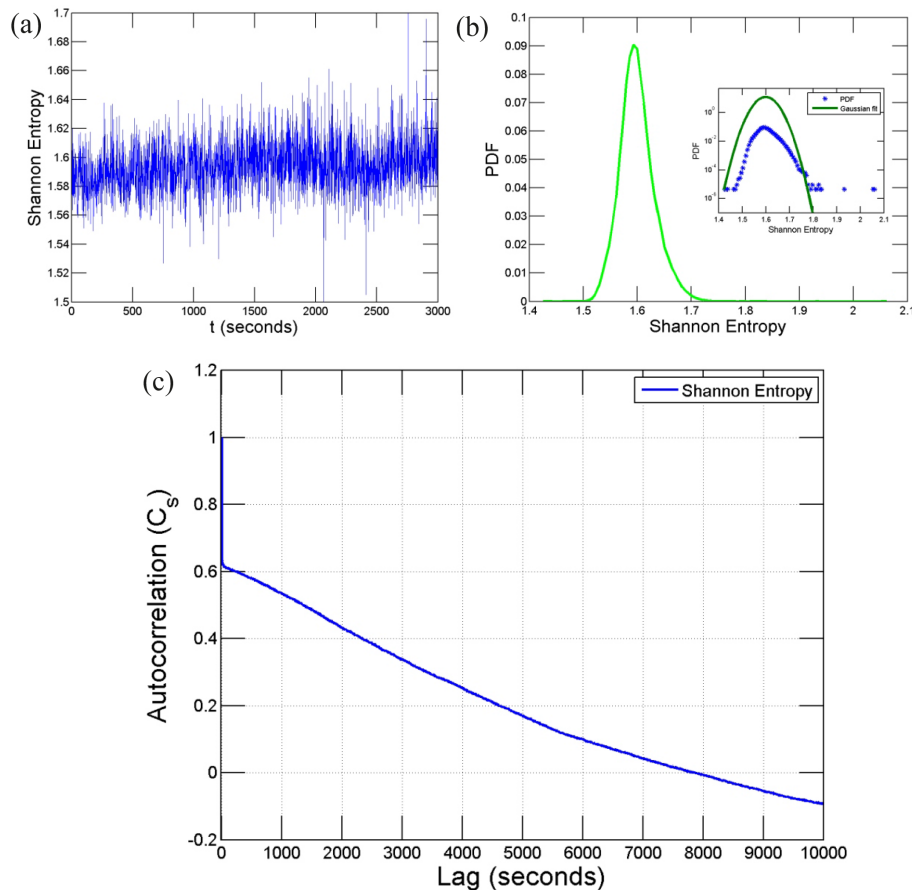 (a)
Shannon Entropy
1.7
1.68
1.66
1.64
1.62
1.6
1.58
1.56
1.54
1.52
1.5
0 500 1000 1500 2000 2500 3000
t (seconds)
(b)
PDF
0.1
0.09
0.08
0.07
0.06
0.05
0.04
0.03
0.02
0.01
0
1.4 1.5 1.6 1.7 1.8 1.9 2 2.1
Shannon Entropy
PDF
Gaussian fit
PDF
1.4 1.5 1.6 1.7 1.8 1.9 2 2.1
Shannon Entropy
(c)
Shannon Entropy
Autocorrelation (Cs)
1.2
1
0.8
0.6
0.4
0.2
0
-0.2
0 1000 2000 3000 4000 5000 6000 7000 8000 9000 10000
Lag (seconds)